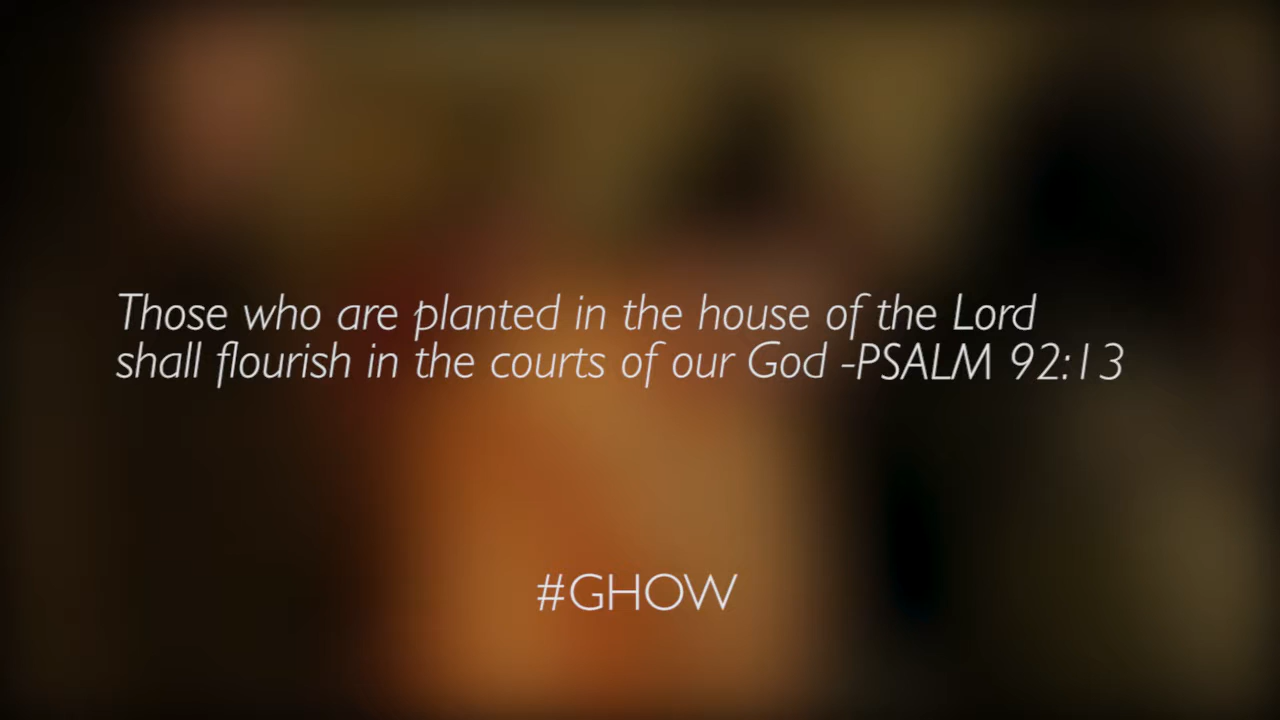 Those who are planted in the house of the Lord
shall flourish in the courts of our God -PSALM 92:13
#GHOW